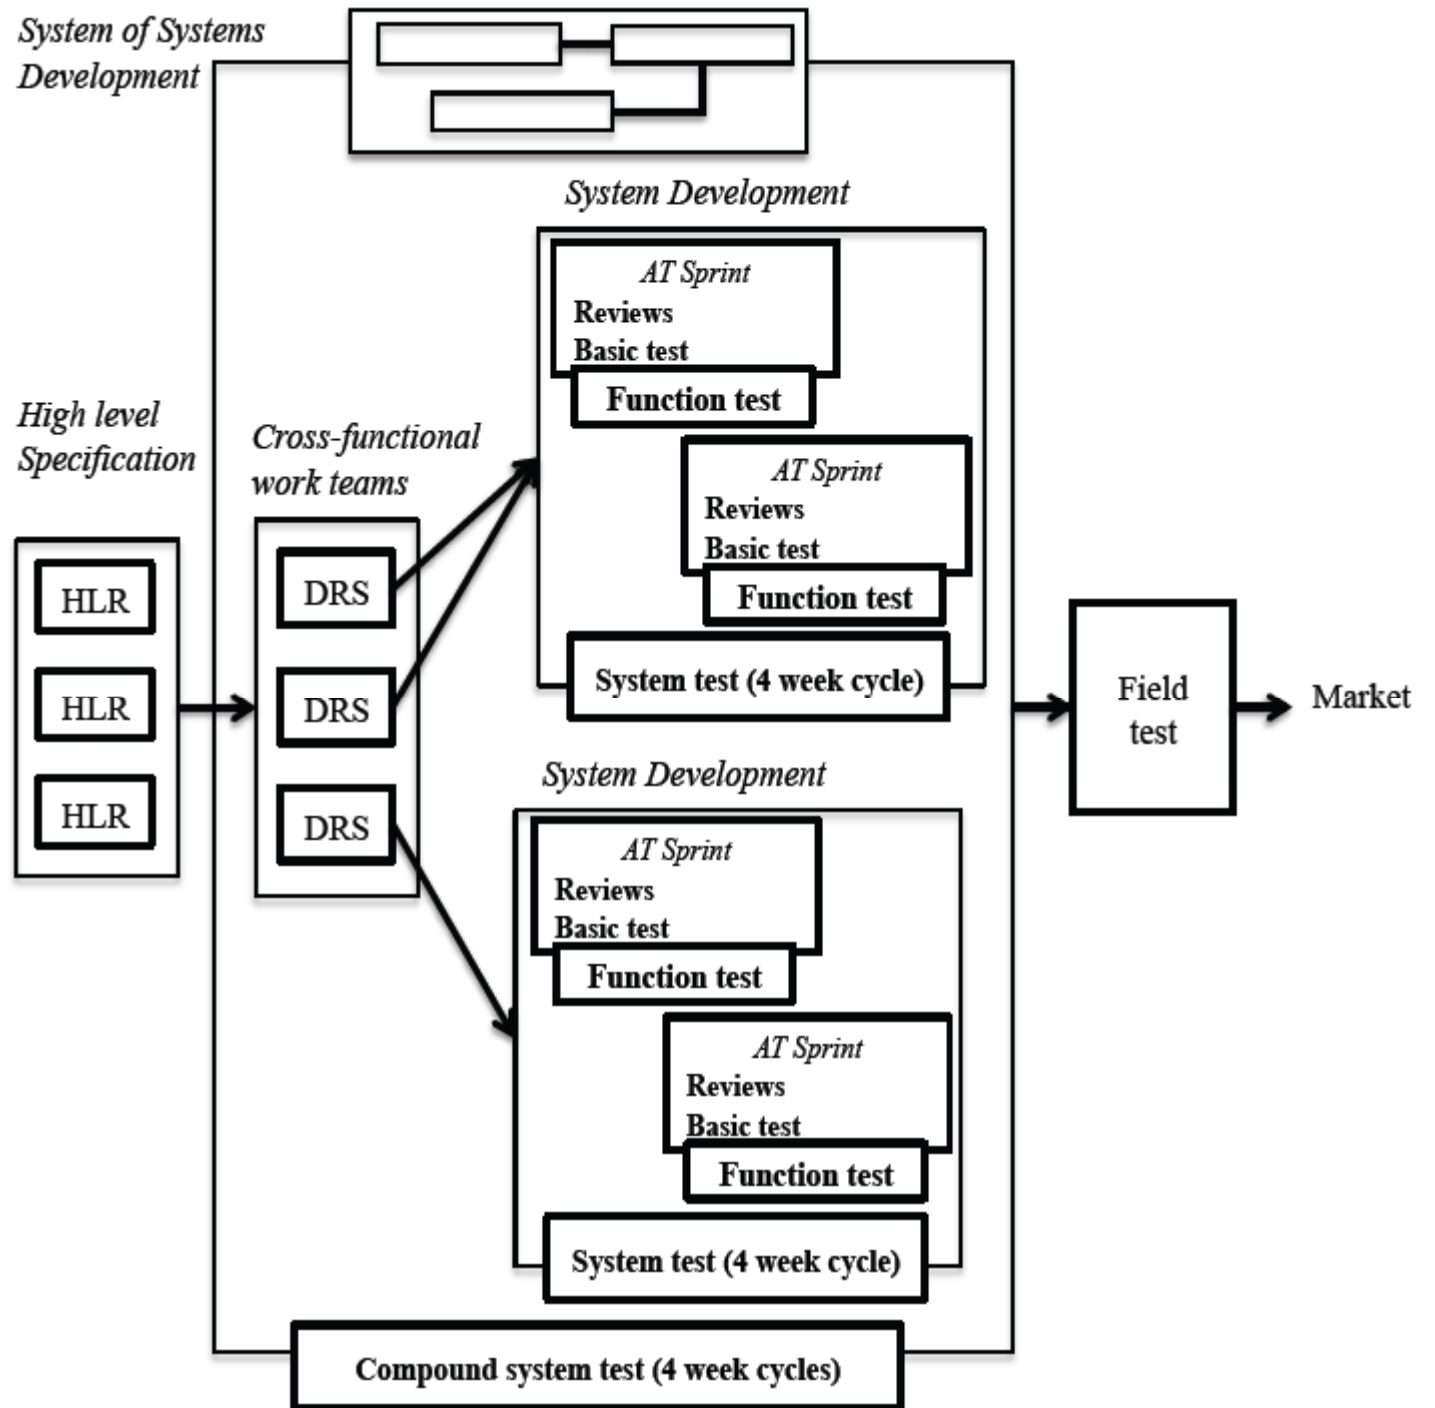 System of Systems
Development
System Development
AT Sprint
Reviews
Basic test
Function test
AT Sprint
Reviews
Basic test
Function test
System test (4 week cycle)
High level
Specification
HLR
HLR
HLR
Cross-functional
work teams
DRS
DRS
DRS
System Development
AT Sprint
Reviews
Basic test
Function test
AT Sprint
Reviews
Basic test
Function test
System test (4 week cycle)
Compound system test (4 week cycles)
Field
test
Market